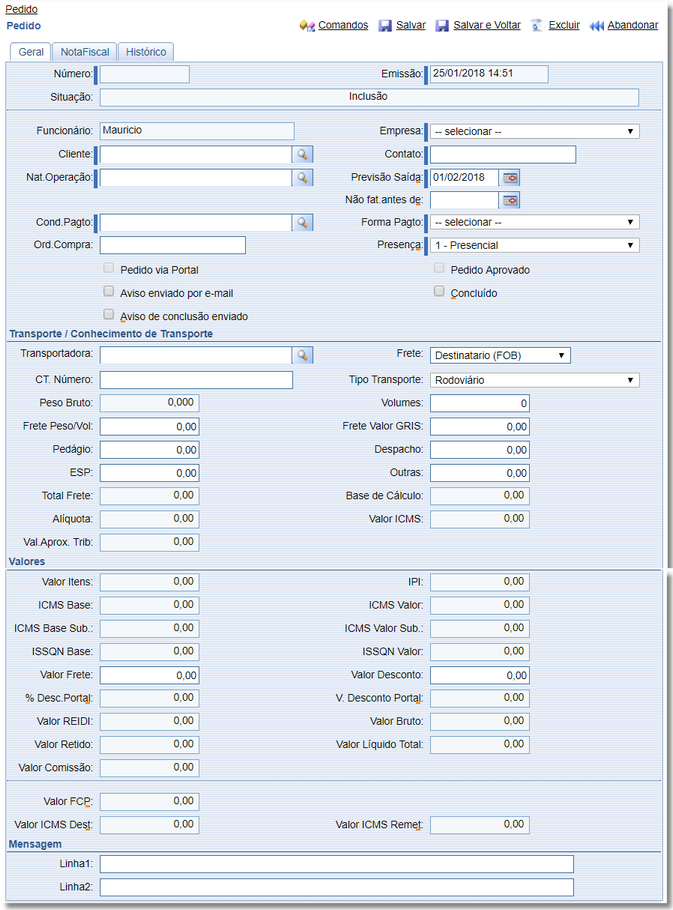 Pedido
Pedido Comandos Salvar Salvar e Voltar Excluir Abandonar
Geral NotaFiscal Histórico
Número: Emissão: 25/01/2018 14:51
Situação: Inclusão
Funcionário: Mauricio Empresa: -- selecionar --
Cliente: Contato:
Nat.Operação: Previsão Saída: 01/02/2018
Não fat.antes de:
Cond.Pagto: Forma Pagto: -- selecionar --
Ord.Compra: Presença: 1 - Presencial
Pedido via Portal Pedido Aprovado
Aviso enviado por e-mail Concluído
Aviso de conclusão enviado
Transporte / Conhecimento de Transporte
Transportadora: Frete: Destinatario (FOB)
CT. Número: Tipo Transporte: Rodoviário
Peso Bruto: 0,000 Volumes: 0
Frete Peso/Vol: 0,00 Frete Valor GRIS: 0,00
Pedágio: 0,00 Despacho: 0,00
ESP: 0,00 Outras: 0,00
Total Frete: 0,00 Base de Cálculo: 0,00
Alíquota: 0,00 Valor ICMS: 0,00
Val.Aprox. Trib: 0,00
Valores
Valor Itens: 0,00 IPI: 0,00
ICMS Base: 0,00 ICMS Valor: 0,00
ICMS Base Sub.: 0,00 ICMS Valor Sub.: 0,00
ISSQN Base: 0,00 ISSQN Valor: 0,00
Valor Frete: 0,00 Valor Desconto: 0,00
% Desc.Portal: 0,00 V. Desconto Portal: 0,00
Valor REIDI: 0,00 Valor Bruto: 0,00
Valor Retido: 0,00 Valor Líquido Total: 0,00
Valor Comissão: 0,00
Valor FCP: 0,00
Valor ICMS Dest: 0,00 Valor ICMS Remet: 0,00
Mensagem
Linha1:
Linha2: